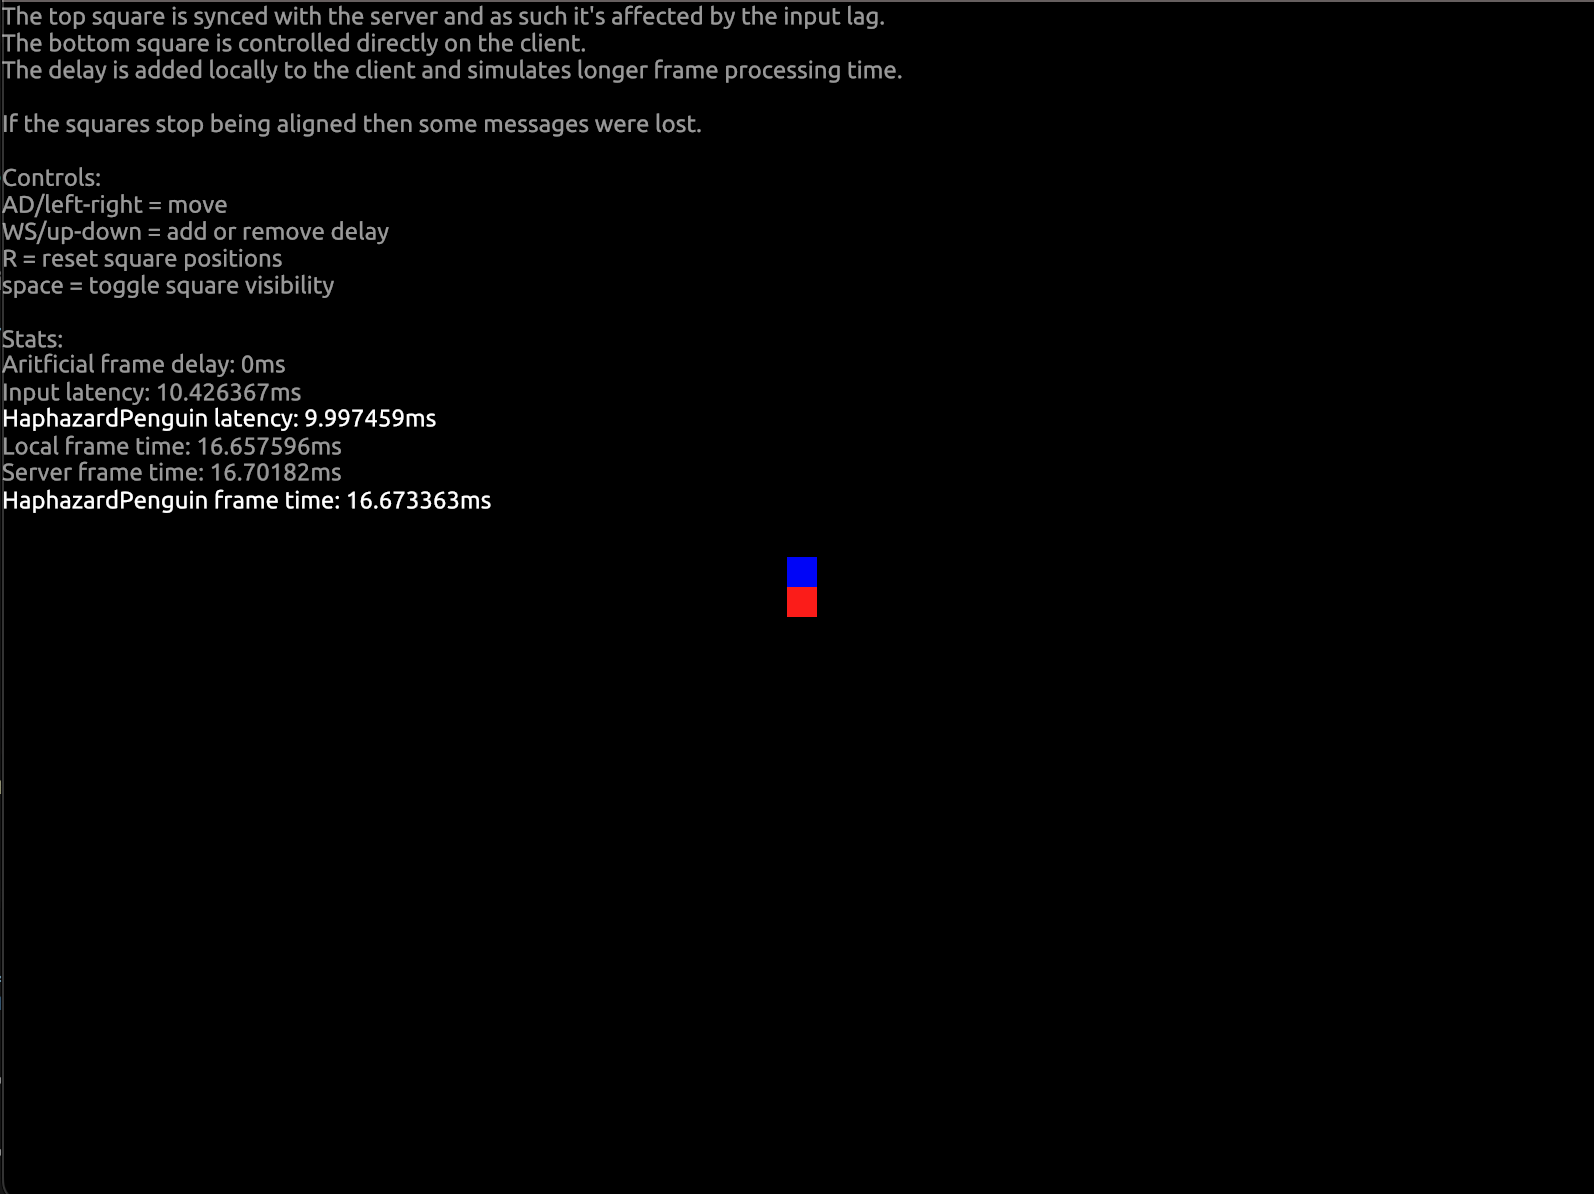 The top square is synced with the server and as such it's affected by the input lag.
The bottom square is controlled directly on the client.
The delay is added locally to the client and simulates longer frame processing time.
If the squares stop being aligned then some messages were lost.
Controls:
AD/left-right = move
WS/up-down = add or remove delay
R = reset square positions
space = toggle square visibility
Stats:
Aritficial frame delay: 0ms
Input latency: 10.426367ms
HaphazardPenguin latency: 9.997459ms
Local frame time: 16.657596ms
Server frame time: 16.70182ms
HaphazardPenguin frame time: 16.673363ms